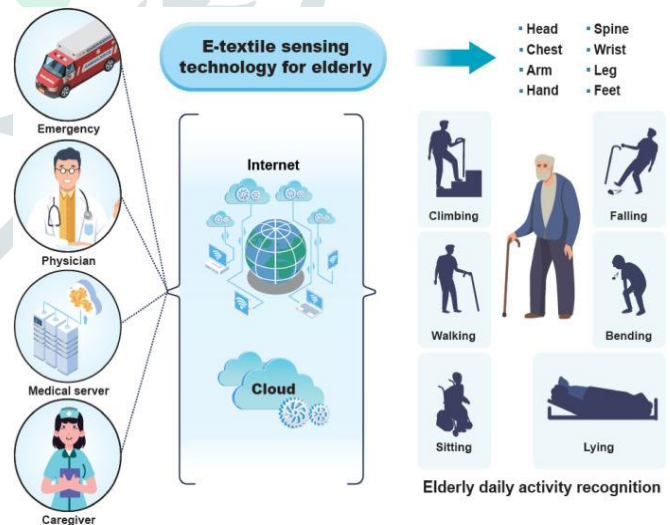 E-textile sensing
technology for elderly
Head
Chest
Arm
Hand
Spine
Wrist
Leg
Feet
Emergency
Physician
Medical server
Caregiver
Internet
Cloud
Climbing
Falling
Walking
Bending
Sitting
Lying
Elderly daily activity recognition